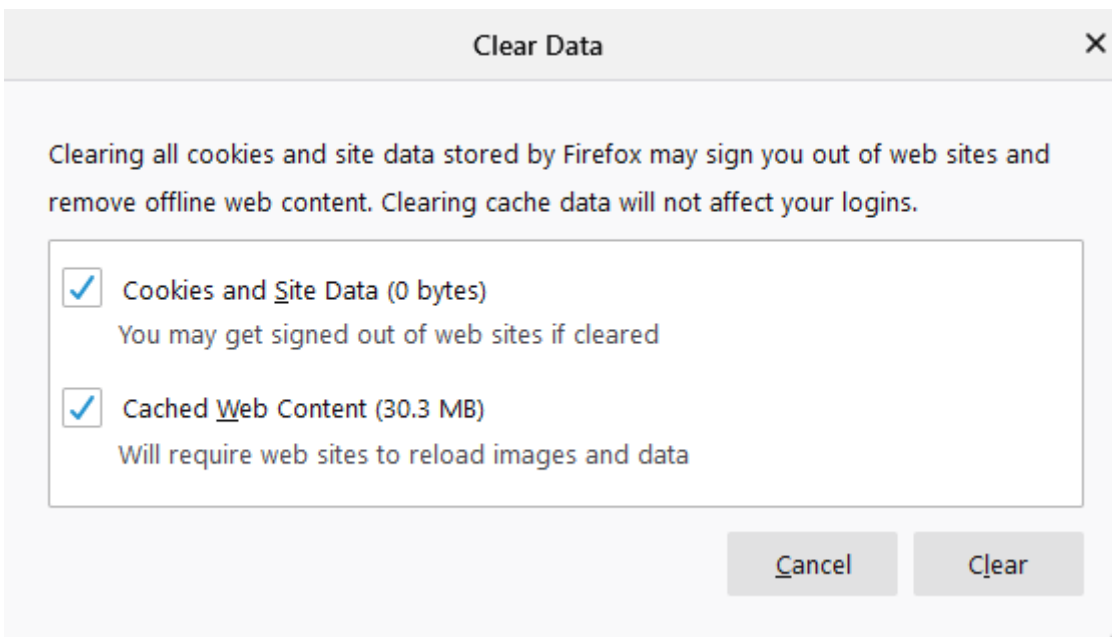 Clear Data
Clearing all cookies and site data stored by Firefox may sign you out of web sites and
remove offline web content. Clearing cache data will not affect your logins.
Cookies and Site Data (0 bytes)
You may get signed out of web sites if cleared
Cached Web Content (30.3 MB)
Will require web sites to reload images and data
Cancel Clear